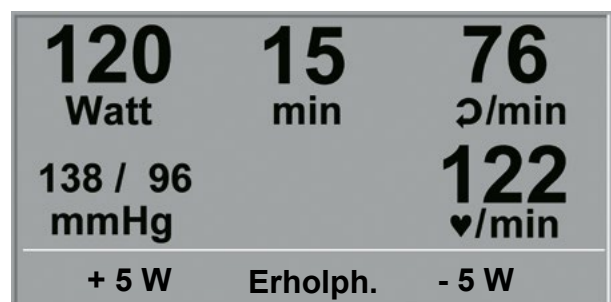 120 15 76
Watt min ↻/min
138 / 96 122
mmHg ♥/min
+ 5 W Erholph. - 5 W